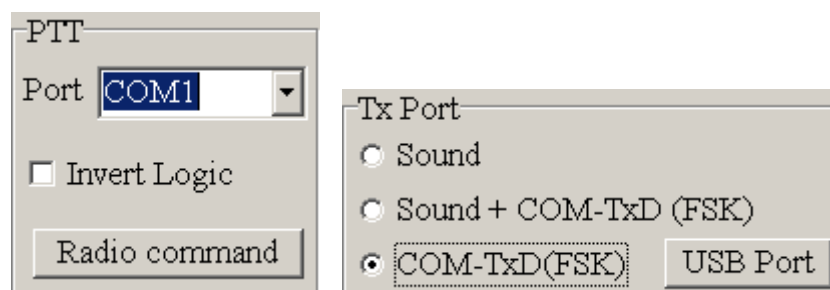 PTT
Port COM1
Invert Logic
Radio command
Tx Port
Sound
Sound + COM-TxD (FSK)
COM-TxD(FSK) USB Port